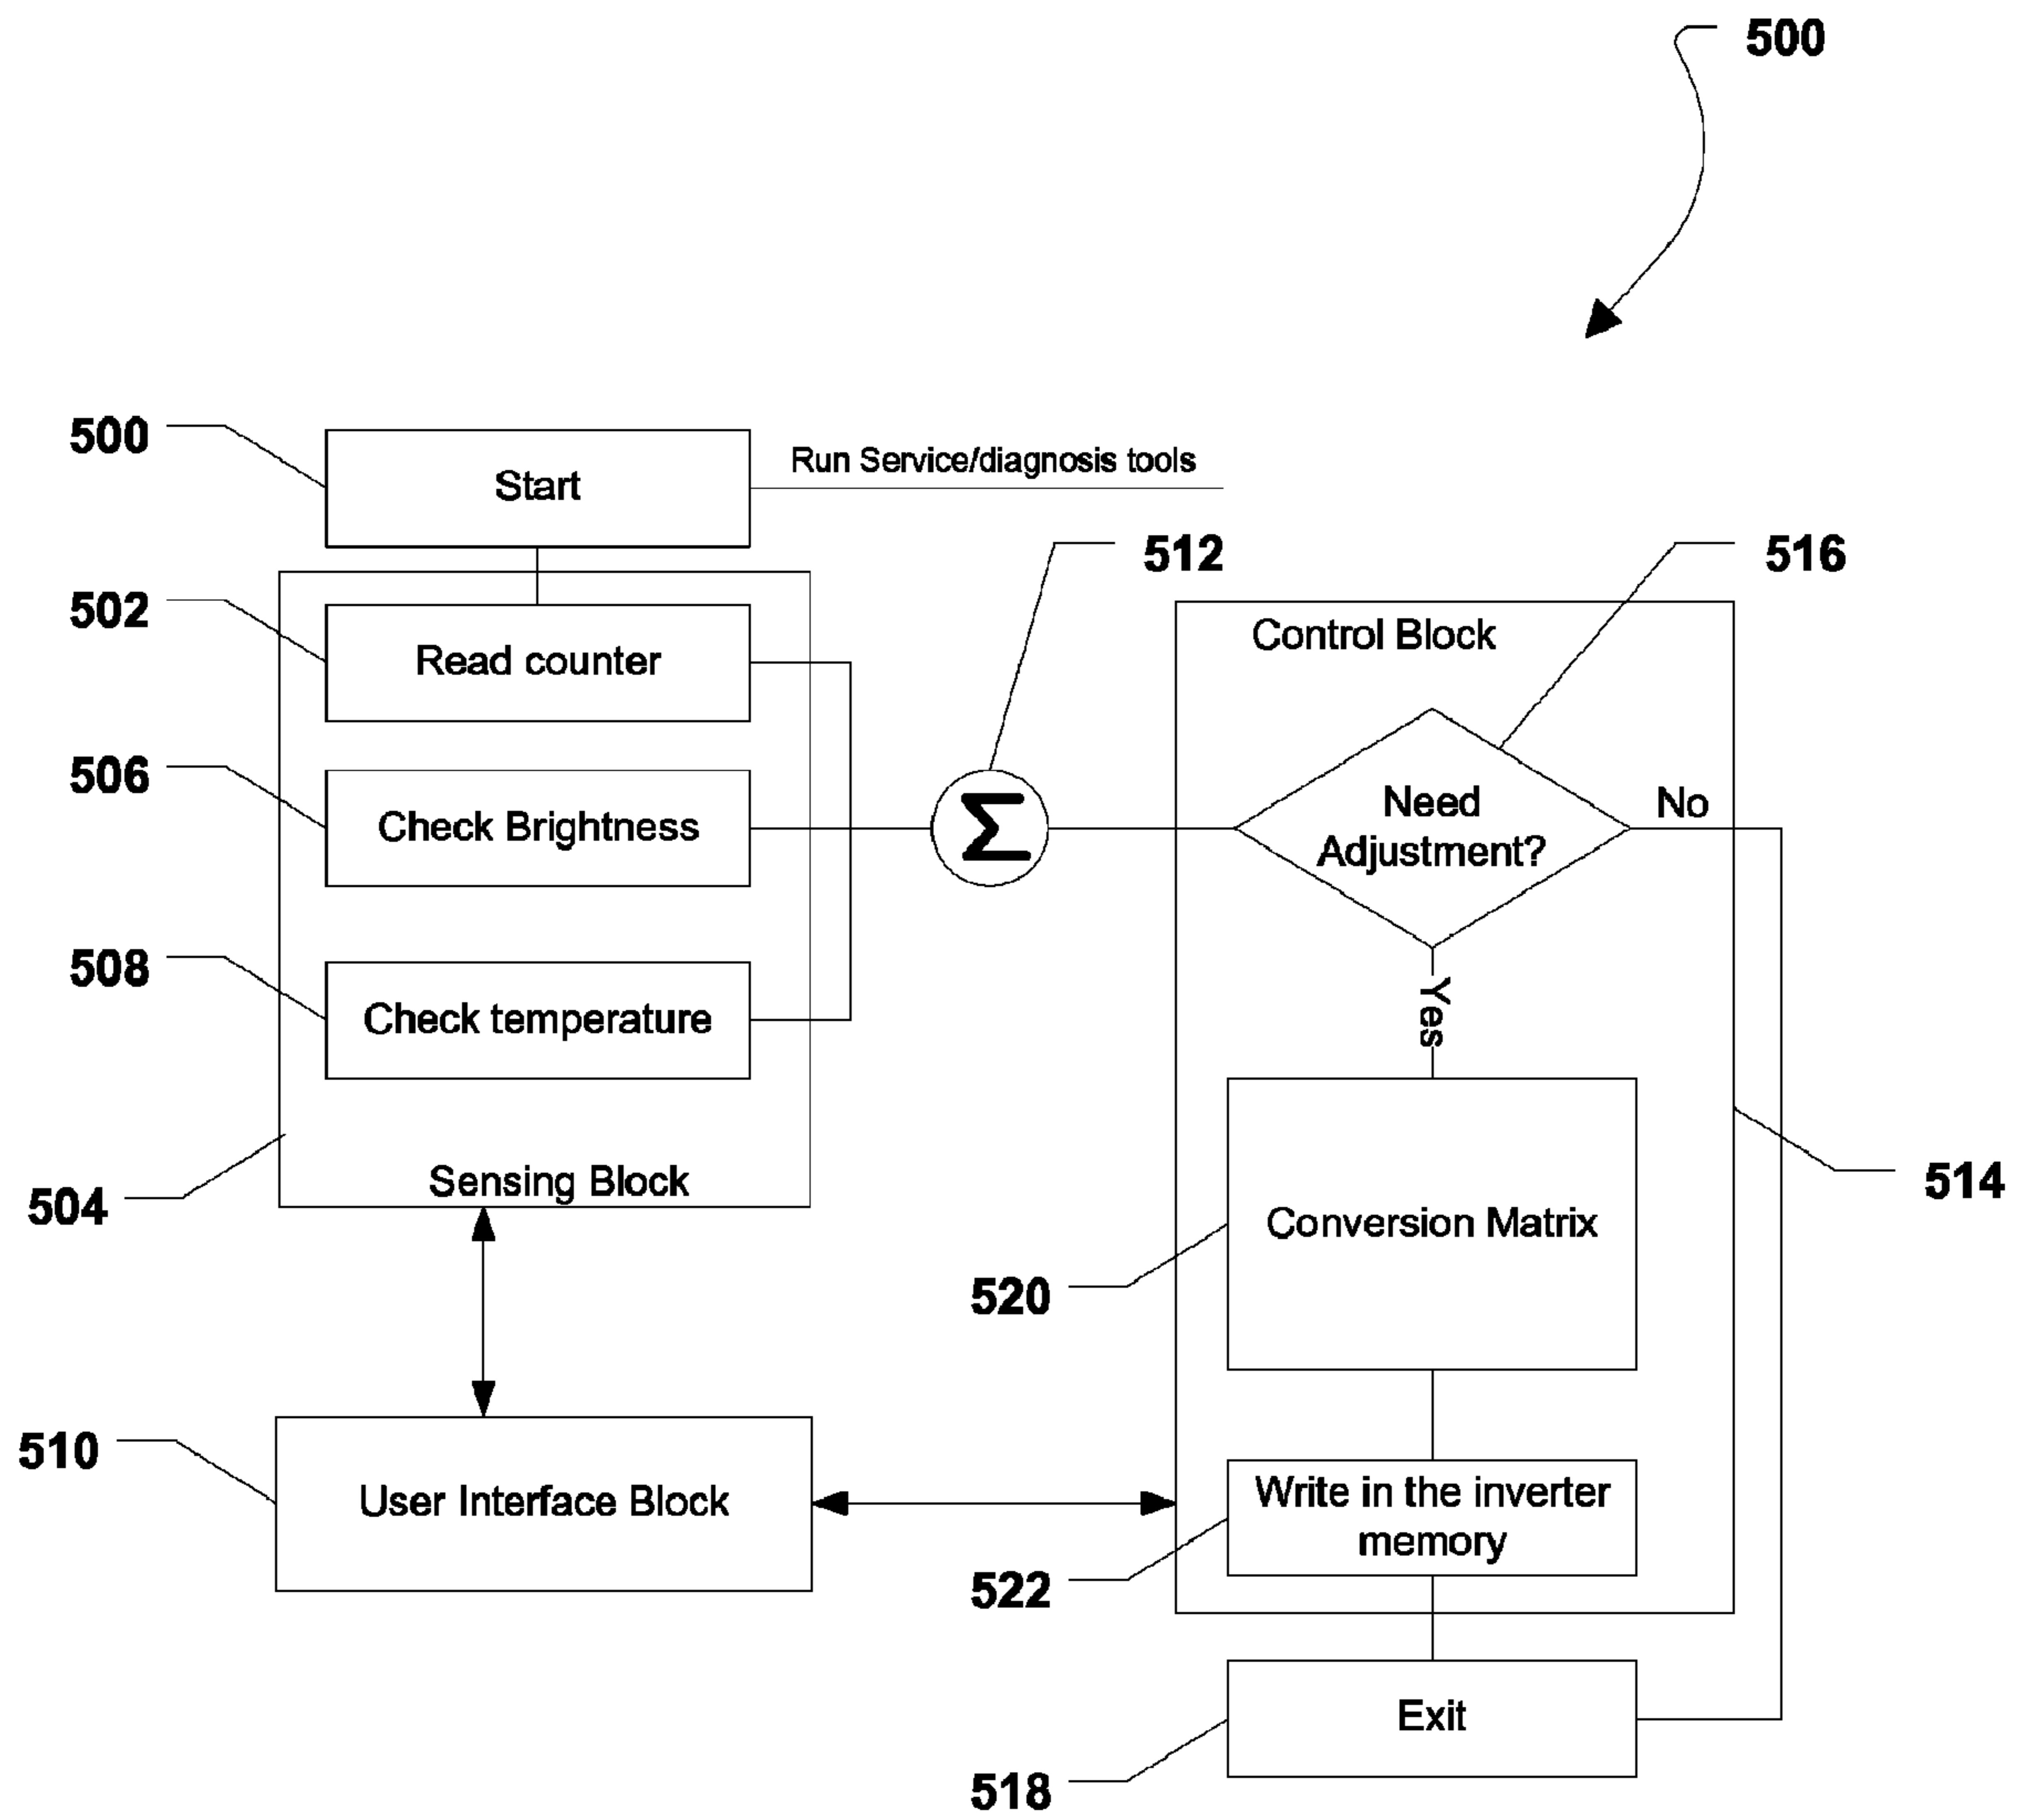 500
500
Start
Run Service/diagnosis tools
502
Read counter
512
516
Control Block
506
Check Brightness
Σ
Need
Adjustment?
No
508
Check temperature
Yes
504
Sensing Block
514
Conversion Matrix
520
510
User Interface Block
Write in the inverter
memory
522
Exit
518